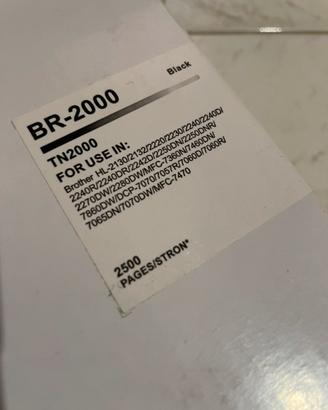 Black
BR-2000
TN2000
FOR USE IN:
Brother HL-2130/2132/2220/2230/2240/2240D/
2240R/2240DR/2242D/2250DN/2250DNR/
2270DW/2280DW/MFC-7360N/7460DN/
7860DW/DCP-7070/7057R/7060D/7060R/
7065DN/7070DW/MFC-7470
2500
PAGES/STRON*